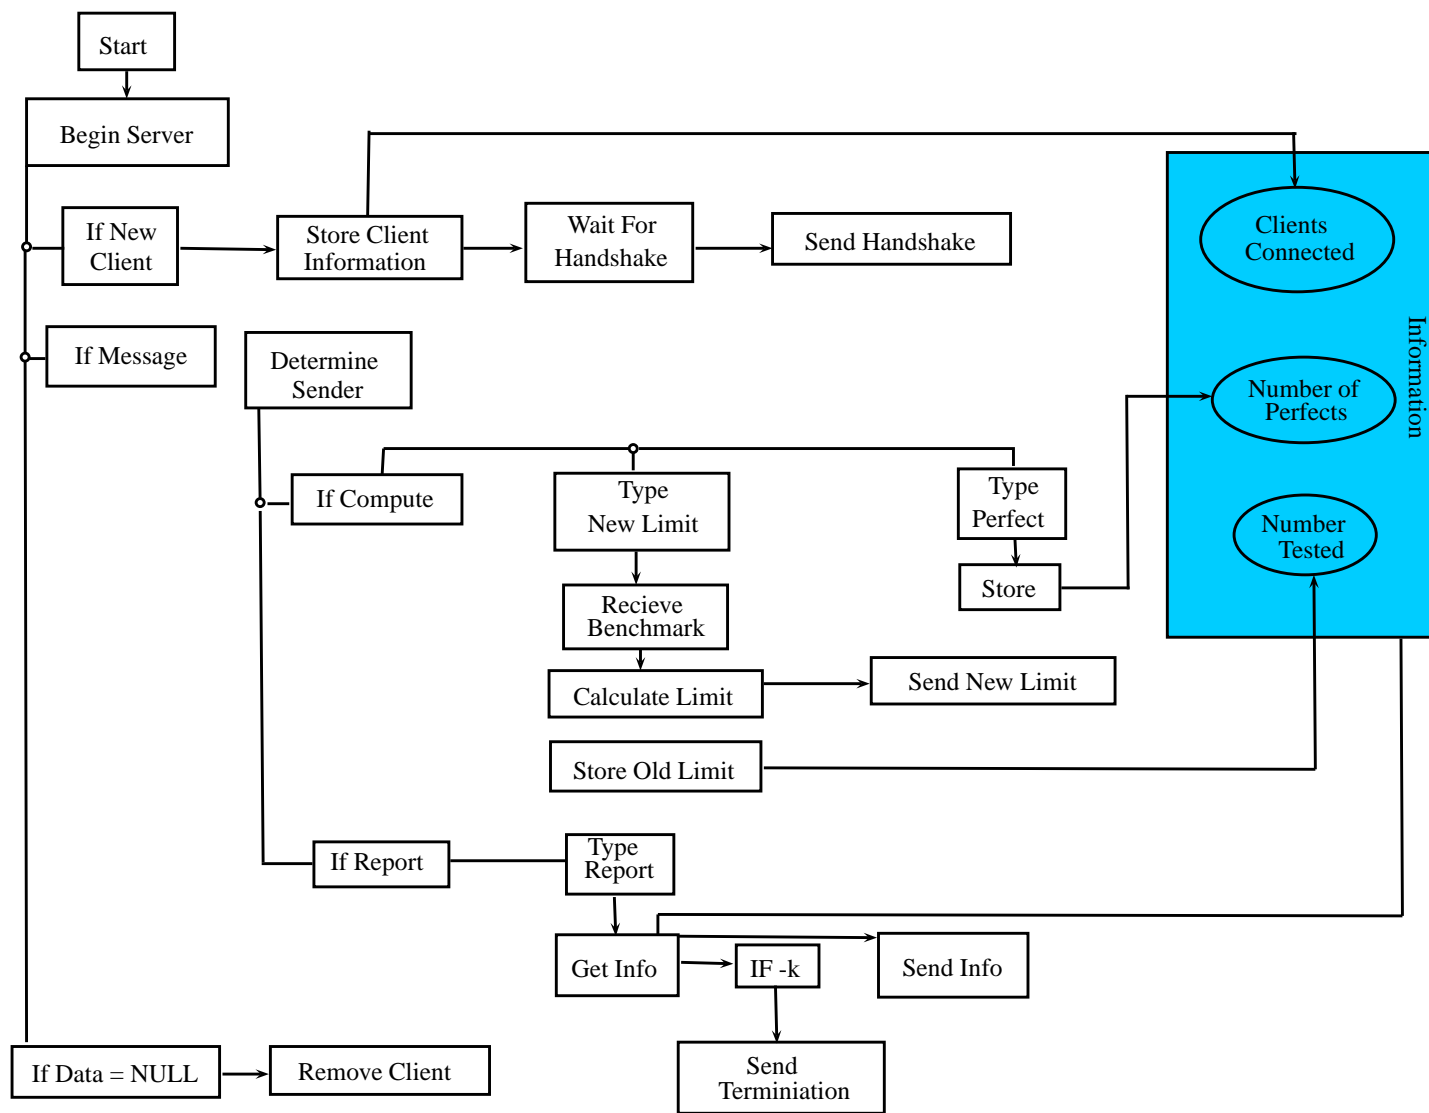 Start
Begin Server
If New
Client
Store Client
Information
Wait For
Handshake
Send Handshake
Clients
Connected
If Message
Determine
Sender
Information
Number of
Perfects
If Compute
Type
New Limit
Type
Perfect
Number
Tested
Recieve
Benchmark
Store
Calculate Limit
Send New Limit
Store Old Limit
If Report
Type
Report
Get Info
IF -k
Send Info
If Data = NULL
Remove Client
Send
Terminiation